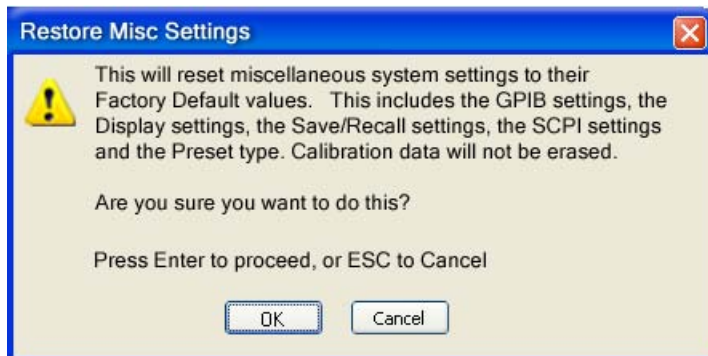 Restore Misc Settings
This will reset miscellaneous system settings to their
Factory Default values.   This includes the GPIB settings, the
Display settings, the Save/Recall settings, the SCPI settings
and the Preset type. Calibration data will not be erased.
Are you sure you want to do this?
Press Enter to proceed, or ESC to Cancel
OK
Cancel